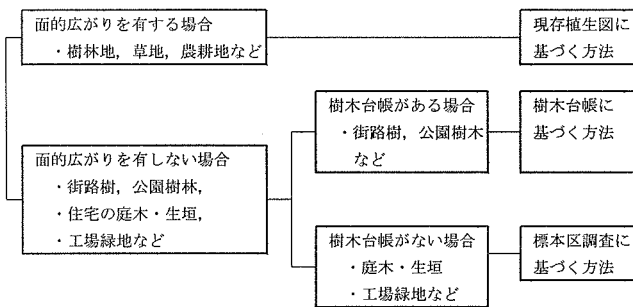 面的広がりを有する場合
・樹林地，草地，農耕地など
現存植生図に
基づく方法
面的広がりを有しない場合
・街路樹，公園樹林，
・住宅の庭木・生垣，
・工場緑地など
樹木台帳がある場合
・街路樹，公園樹木
など
樹木台帳に
基づく方法
樹木台帳がない場合
・庭木・生垣
・工場緑地など
標本区調査に
基づく方法